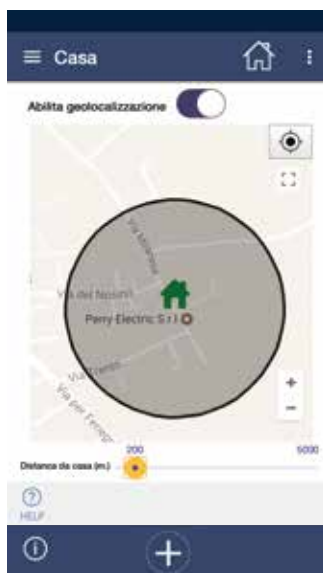 Casa
Abilita geolocalizzazione
Via Milanosa
Via dei Nosini
Perry Electric S r l
Via Trento
Via per Fenegrò
+
−
200
5000
Distanza da casa (m.)
HELP